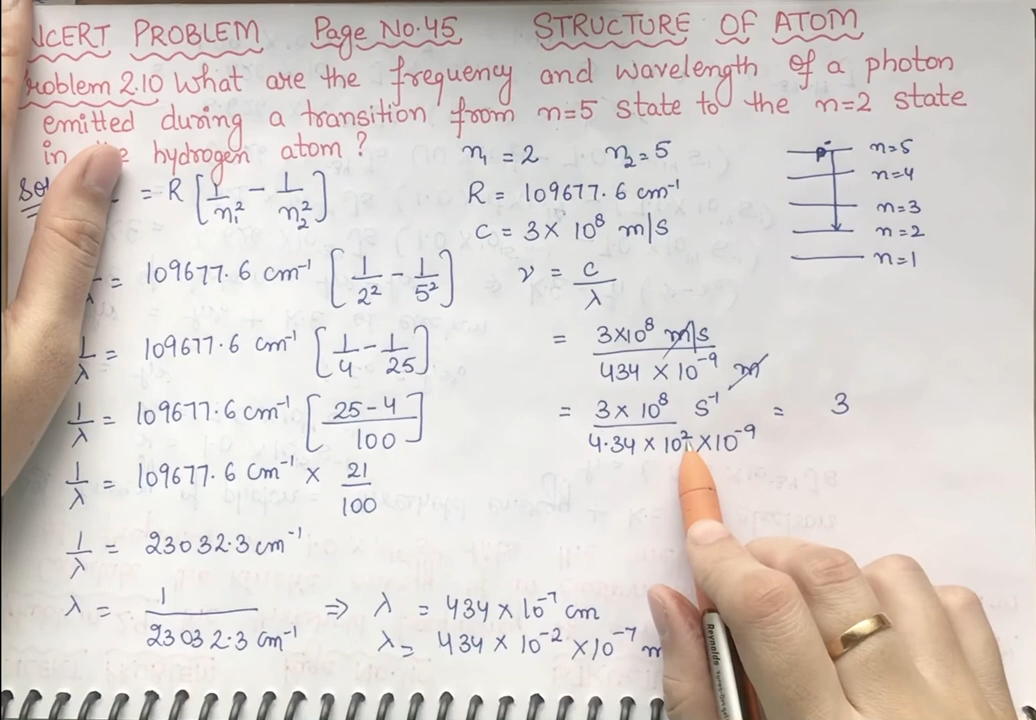 NCERT PROBLEM Page No.45 STRUCTURE OF ATOM
Problem 2.10 What are the frequency and wavelength of a photon
emitted during a transition from n=5 state to the n=2 state
in hydrogen atom?
Sol
= R [1/n₁² − 1/n₂²]
= 109677.6 cm⁻¹ [1/2² − 1/5²]
1/λ = 109677.6 cm⁻¹ [1/4 − 1/25]
1/λ = 109677.6 cm⁻¹ [25−4/100]
1/λ = 109677.6 cm⁻¹ × 21/100
1/λ = 23032.3 cm⁻¹
λ = 1/23032.3 cm⁻¹ ⇒ λ = 434 × 10⁻⁷ cm
λ = 434 × 10⁻² × 10⁻⁷ m
n₁ = 2 n₂ = 5
R = 109677.6 cm⁻¹
c = 3 × 10⁸ m/s
ν = c/λ
= 3×10⁸ m/s / 434 × 10⁻⁹ m
= 3 × 10⁸ s⁻¹ / 4.34 × 10² × 10⁻⁹ = 3
n=5
n=4
n=3
n=2
n=1
Reynolds